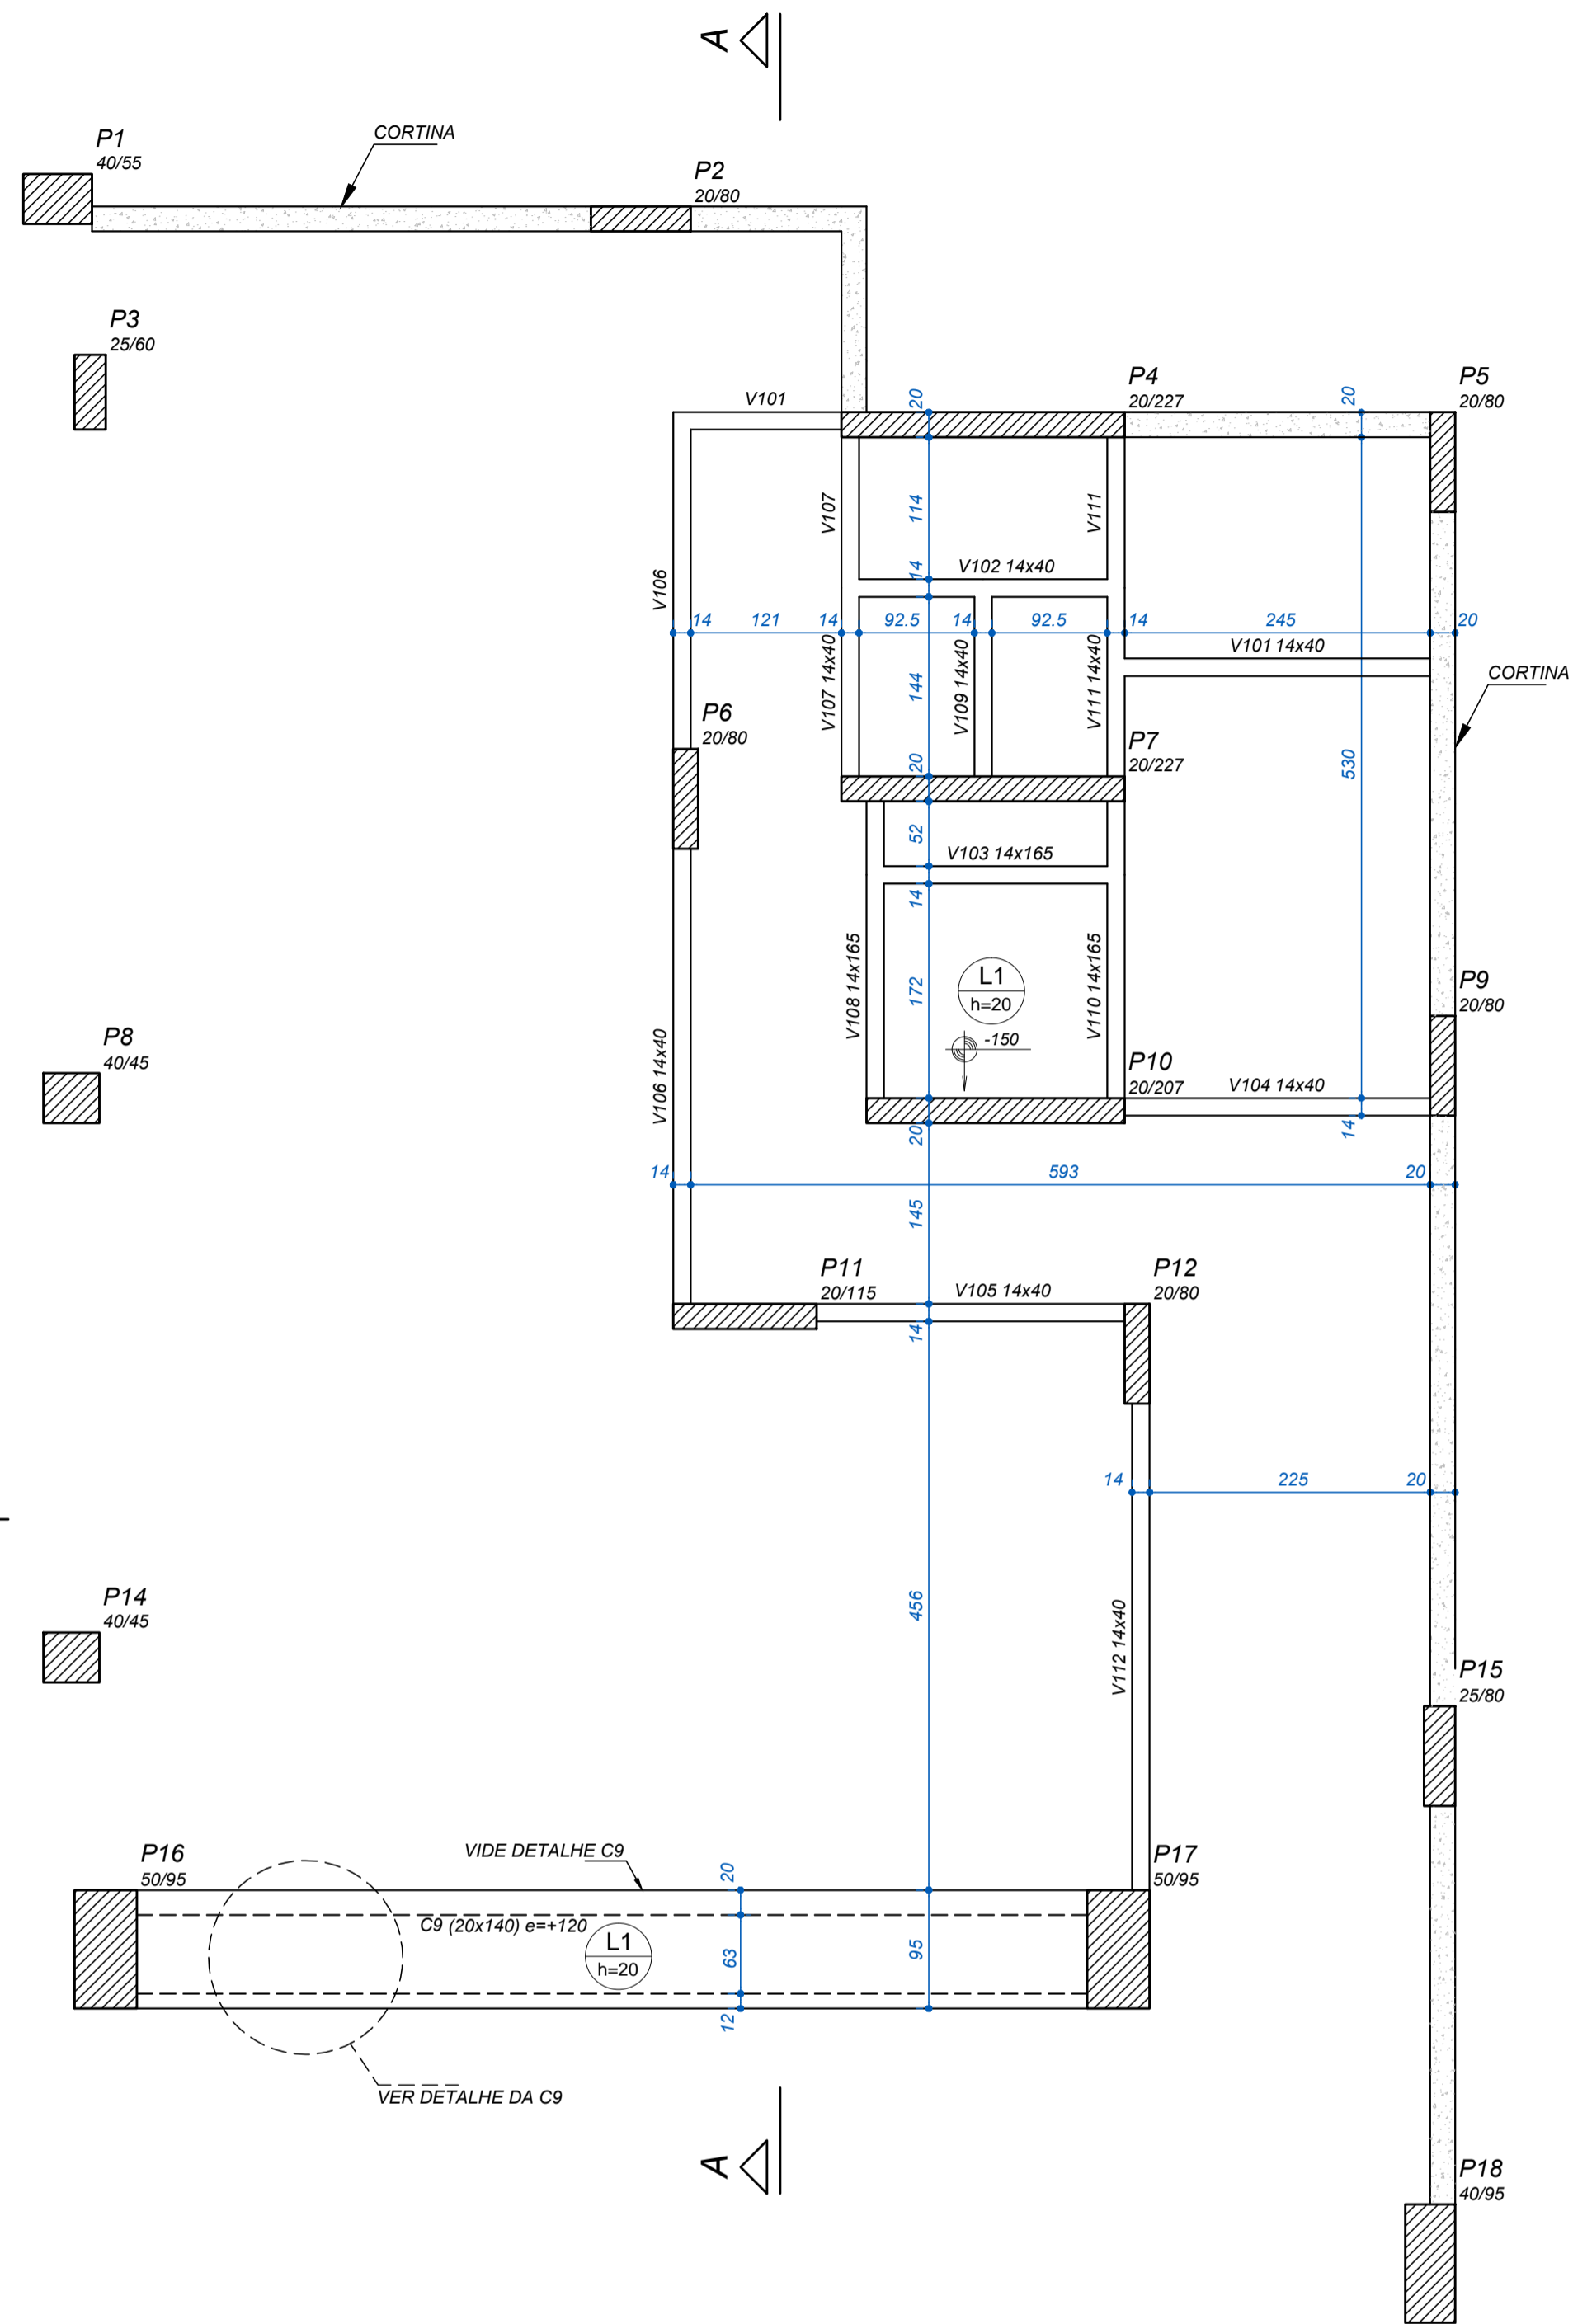 A
P1
40/55
CORTINA
P2
20/80
P3
25/60
V101
P4
20/227
P5
20/80
20
20
V107
114
V111
V106
14
V102 14x40
14
121
14
92.5
14
92.5
14
245
20
V101 14x40
V107 14x40
144
V109 14x40
V111 14x40
CORTINA
P6
20/80
P7
20/227
20
530
52
V103 14x165
14
V108 14x165
172
L1
h=20
V110 14x165
P9
20/80
-150
P8
40/45
V106 14x40
P10
20/207
V104 14x40
20
14
14
593
20
145
P11
20/115
V105 14x40
P12
20/80
14
14
225
20
456
V112 14x40
P14
40/45
P15
25/80
P16
50/95
VIDE DETALHE C9
20
P17
50/95
C9 (20x140) e=+120
L1
h=20
63
95
12
VER DETALHE DA C9
A
P18
40/95